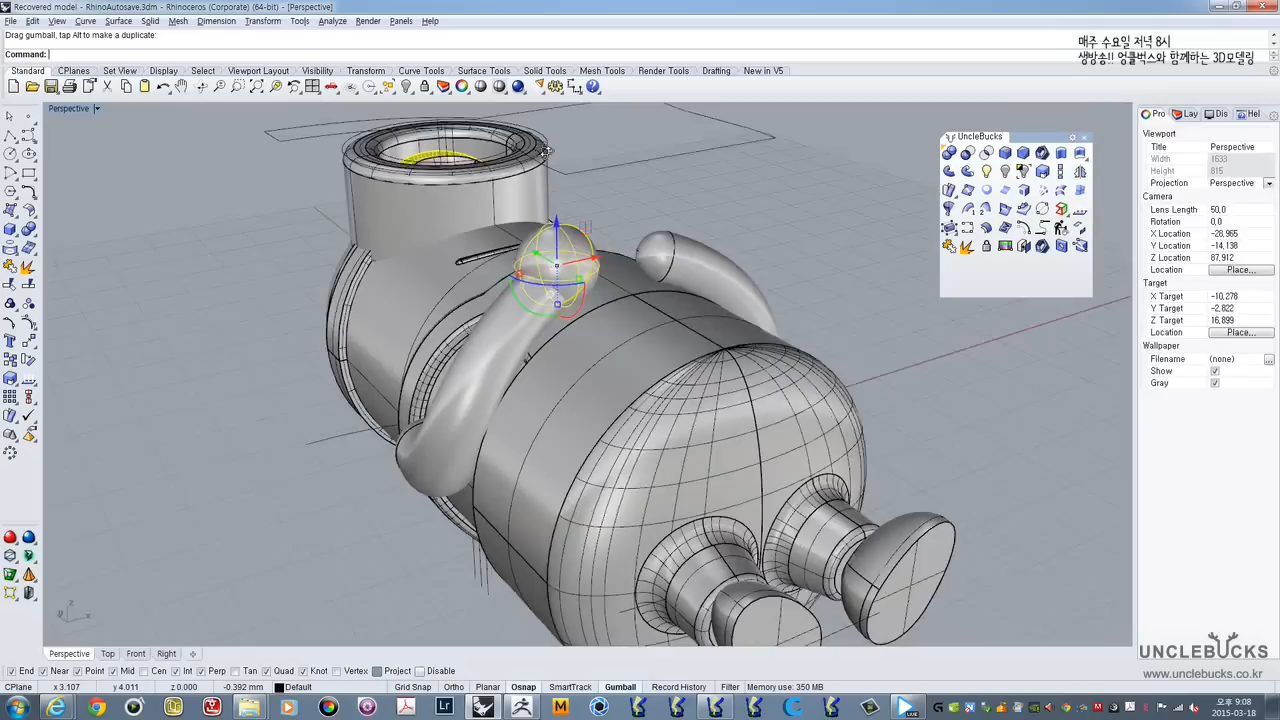 Recovered model - RhinoAutosave.3dm - Rhinoceros (Corporate) (64-bit) - [Perspective]
File Edit View Curve Surface Solid Mesh Dimension Transform Tools Analyze Render Panels Help
Drag gumball, tap Alt to make a duplicate:
Command:
매주 수요일 저녁 8시
생방송!! 엉클벅스와 함께하는 3D모델링
Standard CPlanes Set View Display Select Viewport Layout Visibility Transform Curve Tools Surface Tools Solid Tools Mesh Tools Render Tools Drafting New in V5
Perspective
UncleBucks
Pro Lay Dis Hel
Viewport
Title Perspective
Width 1633
Height 815
Projection Perspective
Camera
Lens Length 50,0
Rotation 0,0
X Location -28,965
Y Location -14,138
Z Location 87,912
Location Place...
Target
X Target -10,278
Y Target -2,822
Z Target 16,899
Location Place...
Wallpaper
Filename (none) ...
Show
Gray
z
y x
Perspective Top Front Right
End Near Point Mid Cen Int Perp Tan Quad Knot Vertex Project Disable
CPlane x 3.107 y 4.011 z 0.000 -0.392 mm Default Grid Snap Ortho Planar Osnap SmartTrack Gumball Record History Filter Memory use: 350 MB
UNCLEBUCKS
www.unclebucks.co.kr
Lr M LIVE
오후 9:08
2015-03-18